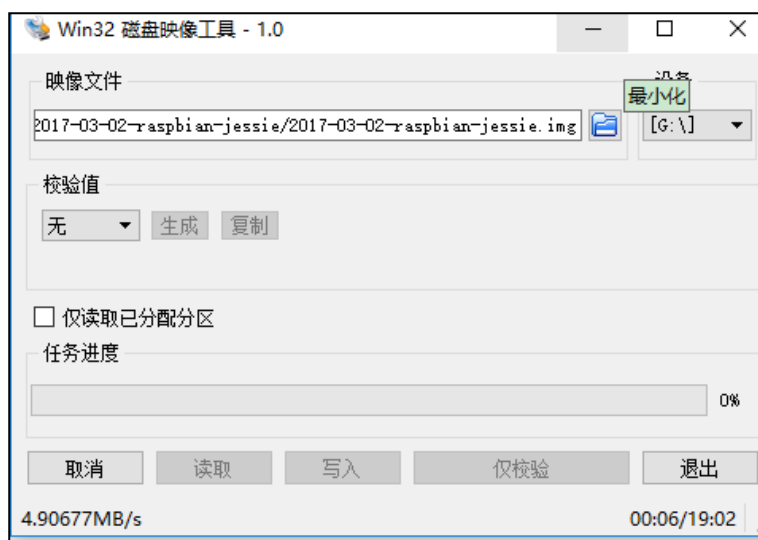 Win32 磁盘映像工具 - 1.0
映像文件
设备
最小化
2017-03-02-raspbian-jessie/2017-03-02-raspbian-jessie.img
[G:\]
校验值
无
生成
复制
仅读取已分配分区
任务进度
0%
取消
读取
写入
仅校验
退出
4.90677MB/s
00:06/19:02